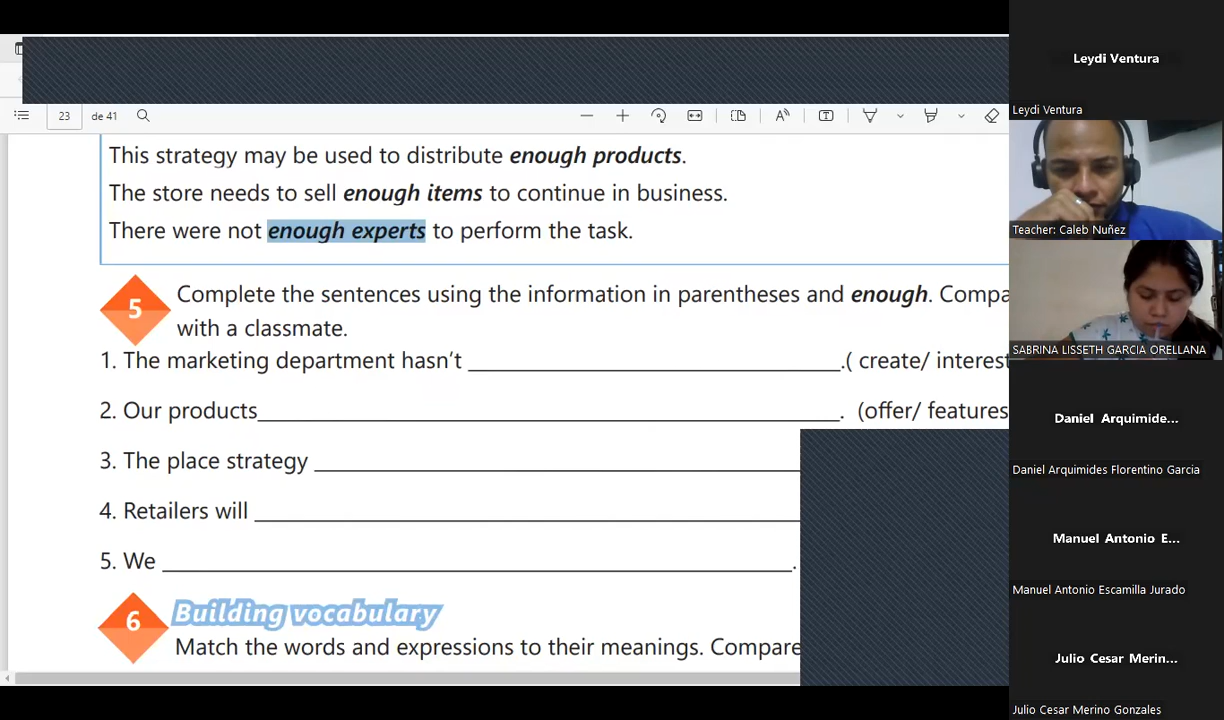 23 de 41
This strategy may be used to distribute enough products.
The store needs to sell enough items to continue in business.
There were not enough experts to perform the task.
5 Complete the sentences using the information in parentheses and enough. Compa
with a classmate.
1. The marketing department hasn't ______.( create/ interest
2. Our products______. (offer/ features
3. The place strategy ______
4. Retailers will ______
5. We ______.
6 Building vocabulary
Match the words and expressions to their meanings. Compare
Leydi Ventura
Leydi Ventura
Teacher: Caleb Nuñez
SABRINA LISSETH GARCIA ORELLANA
Daniel Arquimide...
Daniel Arquimides Florentino Garcia
Manuel Antonio E...
Manuel Antonio Escamilla Jurado
Julio Cesar Merin...
Julio Cesar Merino Gonzales